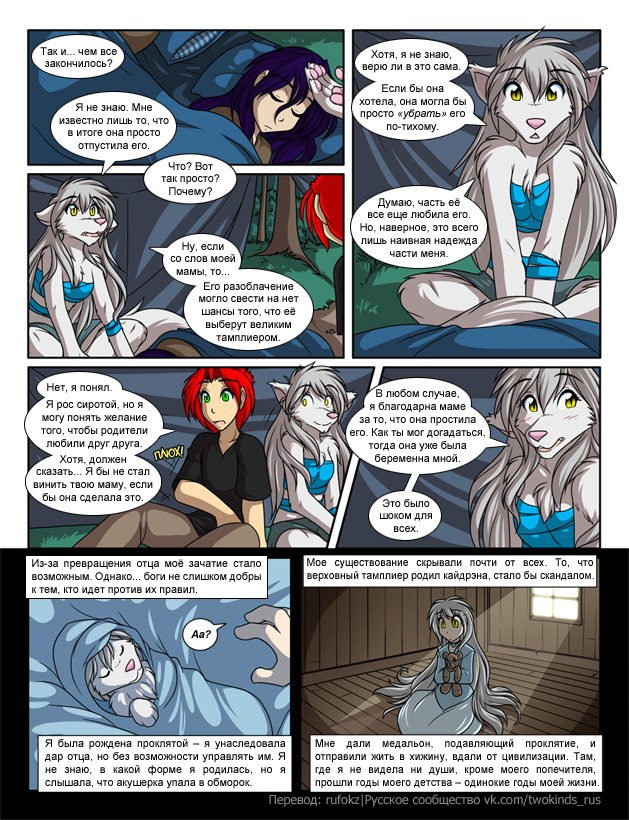 Так и... чем все
закончилось?
Я не знаю. Мне
известно лишь то, что
в итоге она просто
отпустила его.
Хотя, я не знаю,
верю ли в это сама.
Если бы она
хотела, она могла бы
просто «убрать» его
по-тихому.
Думаю, часть её
все еще любила его.
Но, наверное, это всего
лишь наивная надежда
части меня.
Что? Вот
так просто?
Почему?
Ну, если
со слов моей
мамы, то...
Его разоблачение
могло свести на нет
шансы того, что её
выберут великим
тамплиером.
Нет, я понял.
Я рос сиротой, но я
могу понять желание
того, чтобы родители
любили друг друга.
Хотя, должен
сказать... Я бы не стал
винить твою маму, если
бы она сделала это.
ПЛЮХ!
В любом случае,
я благодарна маме
за то, что она простила
его. Как ты мог догадаться,
тогда она уже была
беременна мной.
Это было
шоком для
всех.
Из-за превращения отца моё зачатие стало
возможным. Однако... боги не слишком добры
к тем, кто идет против их правил.
Аа?
Я была рождена проклятой – я унаследовала
дар отца, но без возможности управлять им. Я
не знаю, в какой форме я родилась, но я
слышала, что акушерка упала в обморок.
Мое существование скрывали почти от всех. То, что
верховный тамплиер родил кайдрэна, стало бы скандалом.
Мне дали медальон, подавляющий проклятие, и
отправили жить в хижину, вдали от цивилизации. Там,
где я не видела ни души, кроме моего попечителя,
прошли годы моего детства – одинокие годы моей жизни.
Перевод: rufokz|Русское сообщество vk.com/twokinds_rus